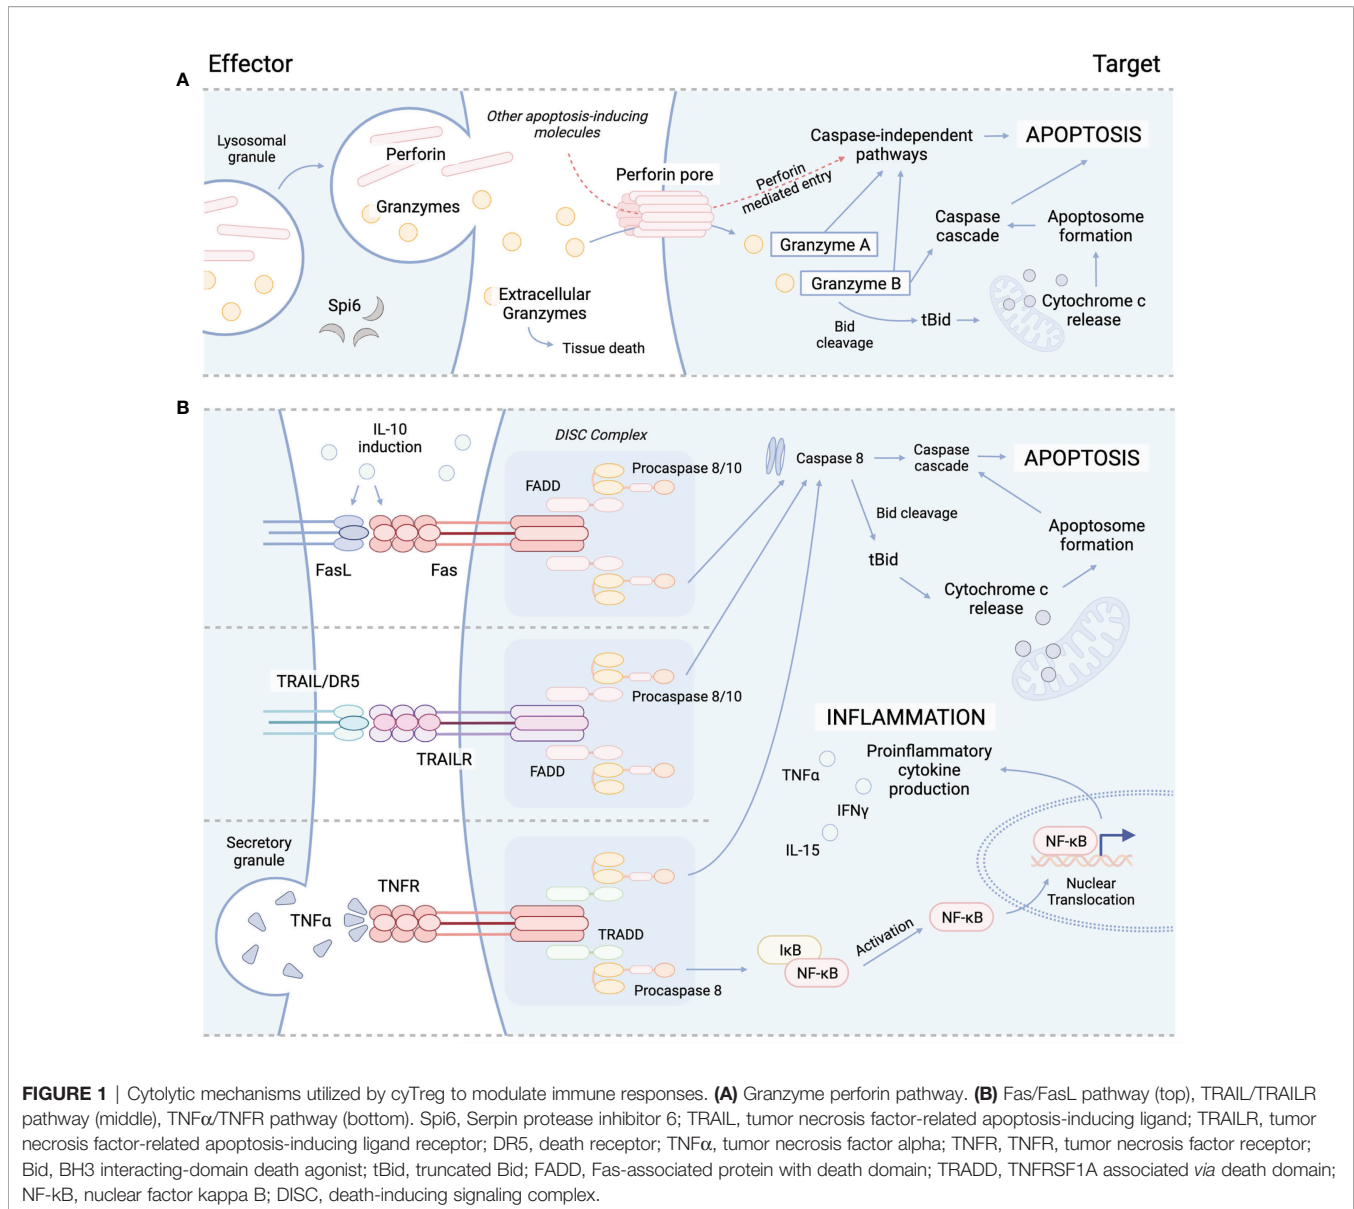 Effector
Target
A
Lysosomal
granule
Perforin
Granzymes
Other apoptosis-inducing
molecules
Perforin pore
Perforin
mediated entry
Caspase-independent
pathways
APOPTOSIS
Caspase
cascade
Apoptosome
formation
Granzyme A
Granzyme B
Spi6
Extracellular
Granzymes
Tissue death
Bid
cleavage
tBid
Cytochrome c
release
B
IL-10
induction
DISC Complex
FADD
Procaspase 8/10
FasL
Fas
Caspase 8
Caspase
cascade
APOPTOSIS
Bid cleavage
tBid
Apoptosome
formation
Cytochrome c
release
TRAIL/DR5
TRAILR
Procaspase 8/10
FADD
INFLAMMATION
Proinflammatory
cytokine
production
TNFα
IFNγ
IL-15
Secretory
granule
TNFα
TNFR
TRADD
Procaspase 8
IκB
NF-κB
Activation
NF-κB
NF-κB
Nuclear
Translocation
FIGURE 1 | Cytolytic mechanisms utilized by cyTreg to modulate immune responses. (A) Granzyme perforin pathway. (B) Fas/FasL pathway (top), TRAIL/TRAILR
pathway (middle), TNFα/TNFR pathway (bottom). Spi6, Serpin protease inhibitor 6; TRAIL, tumor necrosis factor-related apoptosis-inducing ligand; TRAILR, tumor
necrosis factor-related apoptosis-inducing ligand receptor; DR5, death receptor; TNFα, tumor necrosis factor alpha; TNFR, TNFR, tumor necrosis factor receptor;
Bid, BH3 interacting-domain death agonist; tBid, truncated Bid; FADD, Fas-associated protein with death domain; TRADD, TNFRSF1A associated via death domain;
NF-kB, nuclear factor kappa B; DISC, death-inducing signaling complex.